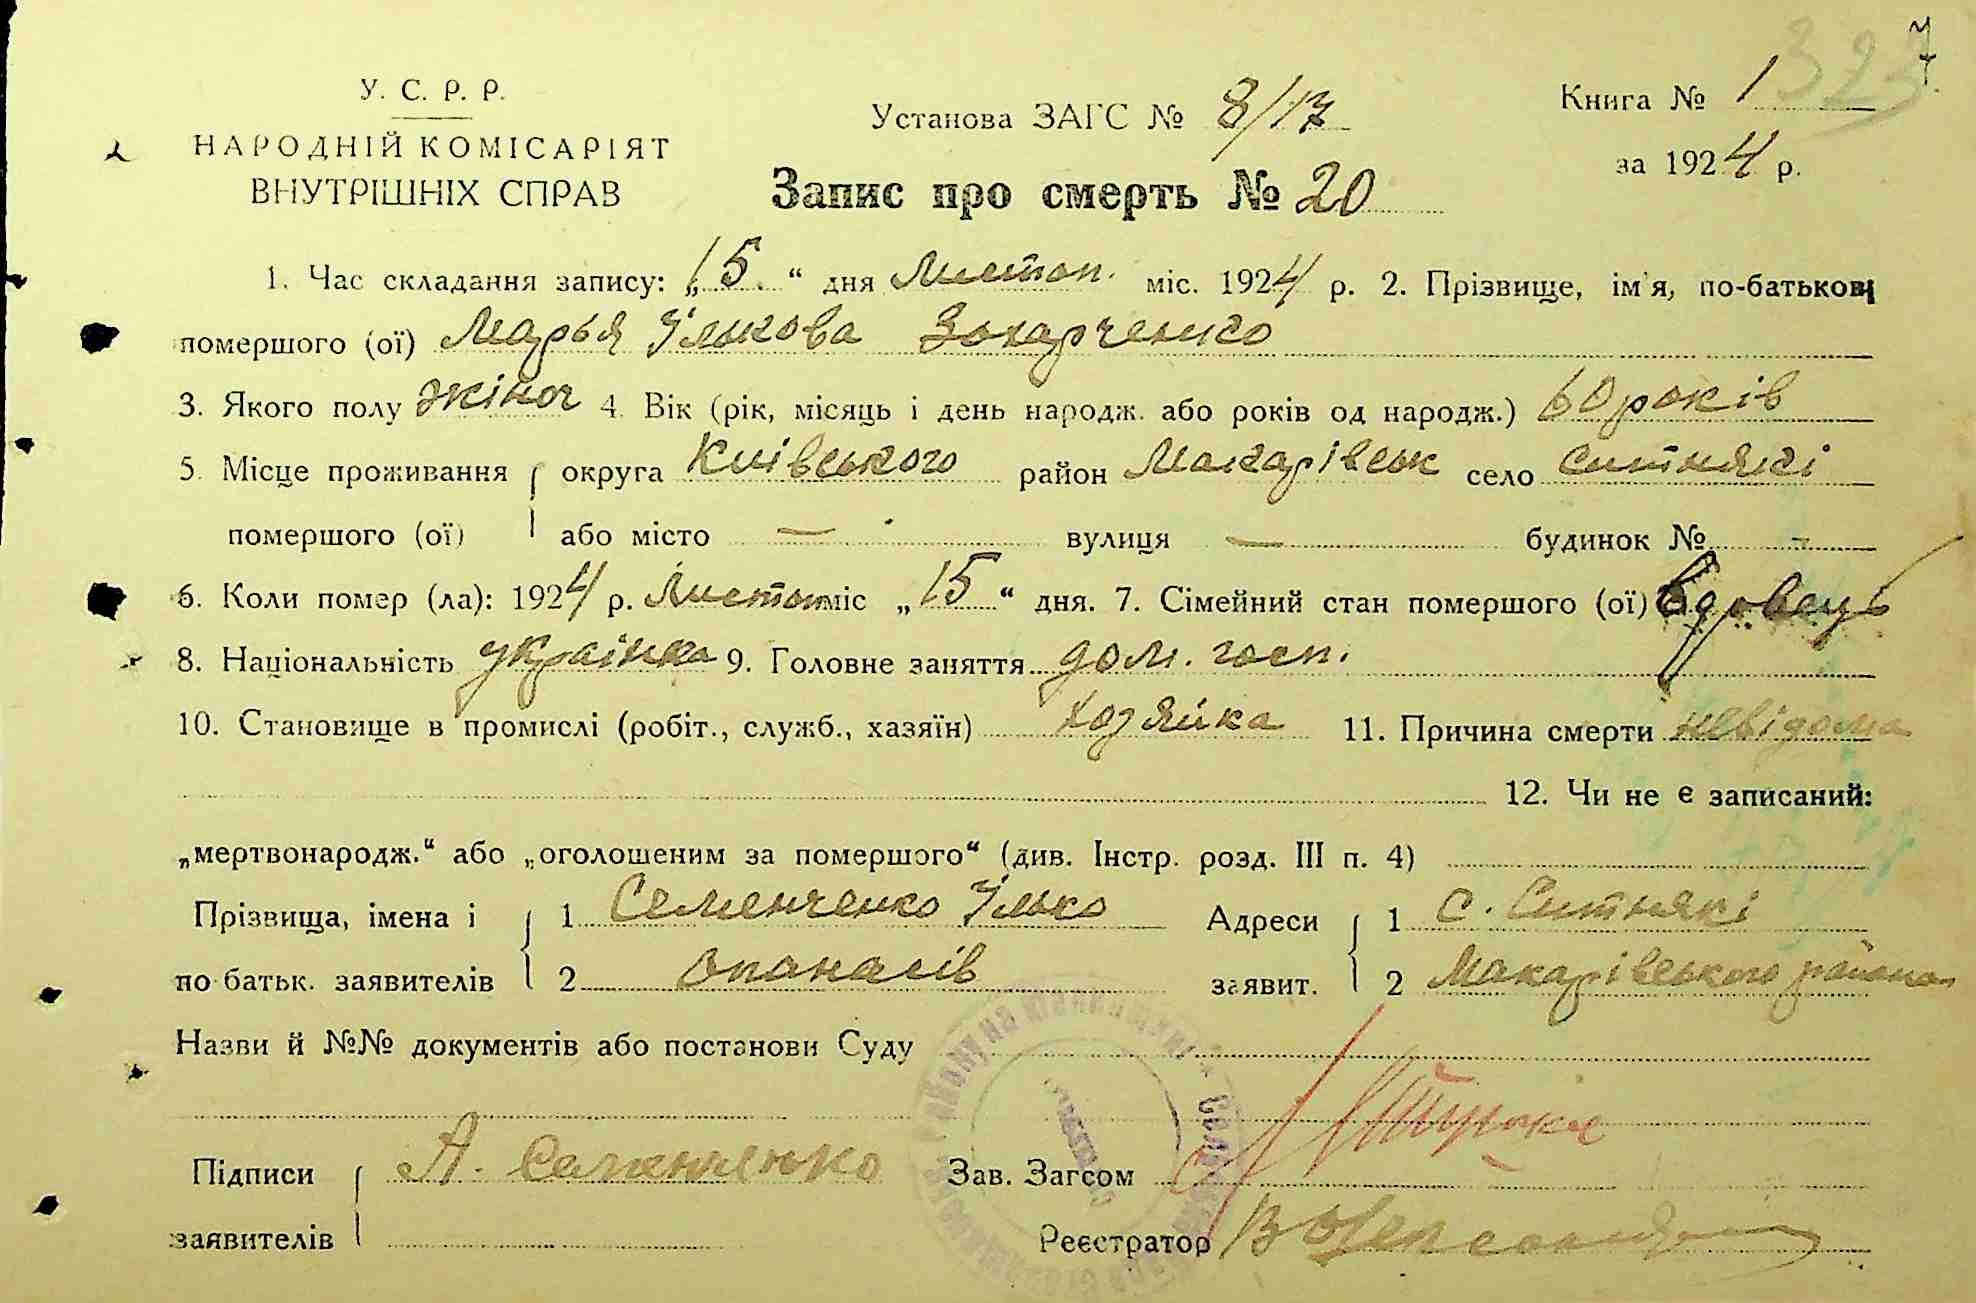 7
323
У. С. Р. Р.
НАРОДНІЙ КОМІСАРІЯТ
ВНУТРІШНІХ СПРАВ
Установа ЗАГС № 8/17
Книга № 1
за 1924 р.
Запис про смерть № 20
1. Час складання запису: „15.“ дня Листоп. міс. 1924 р. 2. Прізвище, ім'я, по-батькові
помершого (ої) Марья Ількова Захарченко
3. Якого полу жіноч 4. Вік (рік, місяць і день народж. або років од народж.) 60 років
5. Місце проживання округа Київського район Макарівськ село Ситнякі
помершого (ої) або місто — вулиця — будинок № -
6. Коли помер (ла): 1924 р. Листоп міс „15“ дня. 7. Сімейний стан помершого (ої) вдовець
8. Національність українка 9. Головне заняття дом. госп.
10. Становище в промислі (робіт., служб., хазяїн) хозяйка 11. Причина смерти невідома
12. Чи не є записаний:
„мертвонародж.“ або „оголошеним за помершого“ (див. Інстр. розд. III п. 4)
Прізвища, імена і 1 Семенченко Ілько Адреси 1 с. Ситнякі
по батьк. заявителів 2 Опанасів заявит. 2 Макарівського района
Назви й №№ документів або постанови Суду
Підписи А. Семенченко Зав. Загсом
заявителів Реєстратор